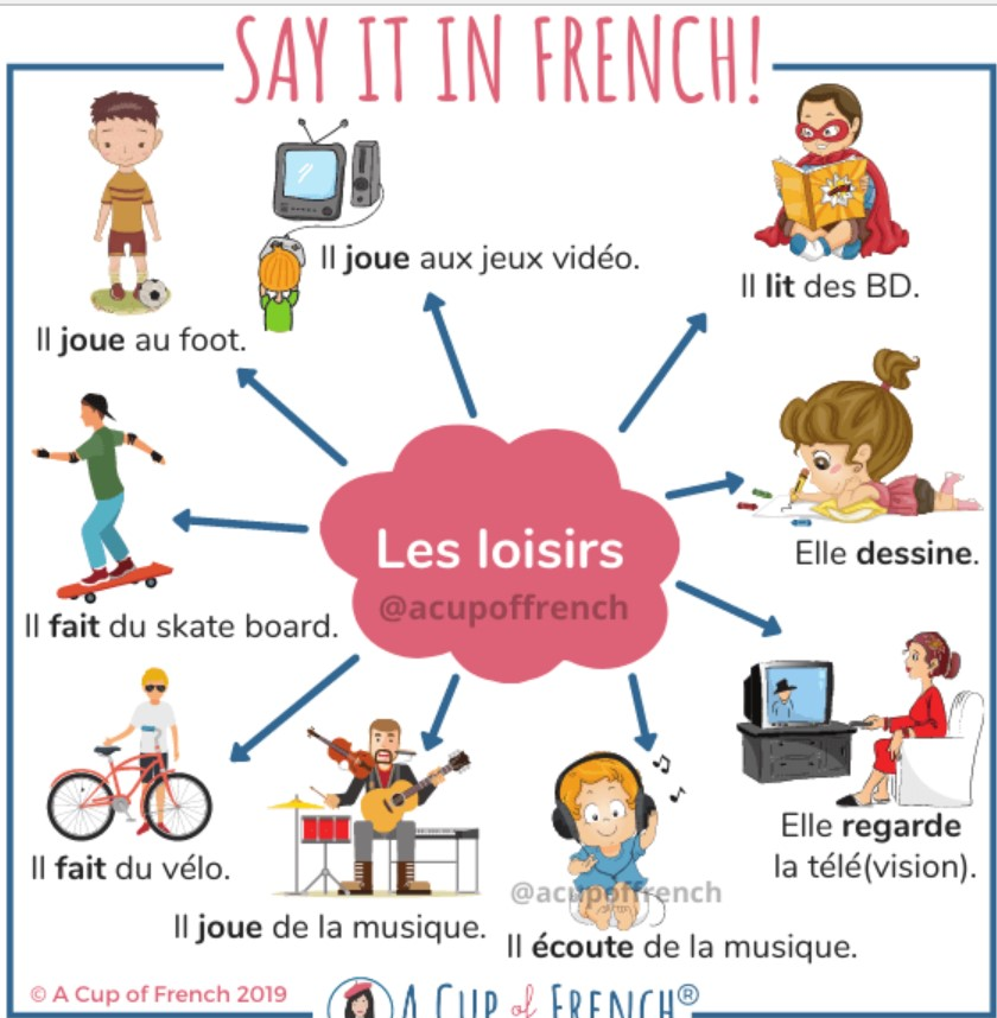 SAY IT IN FRENCH!
Il joue au foot.
Il joue aux jeux vidéo.
Il lit des BD.
Elle dessine.
Les loisirs
@acupoffrench
Il fait du skate board.
Elle regarde
la télé(vision).
Il fait du vélo.
Il joue de la musique.
@acupoffrench
Il écoute de la musique.
© A Cup of French 2019
A CUP of FRENCH®